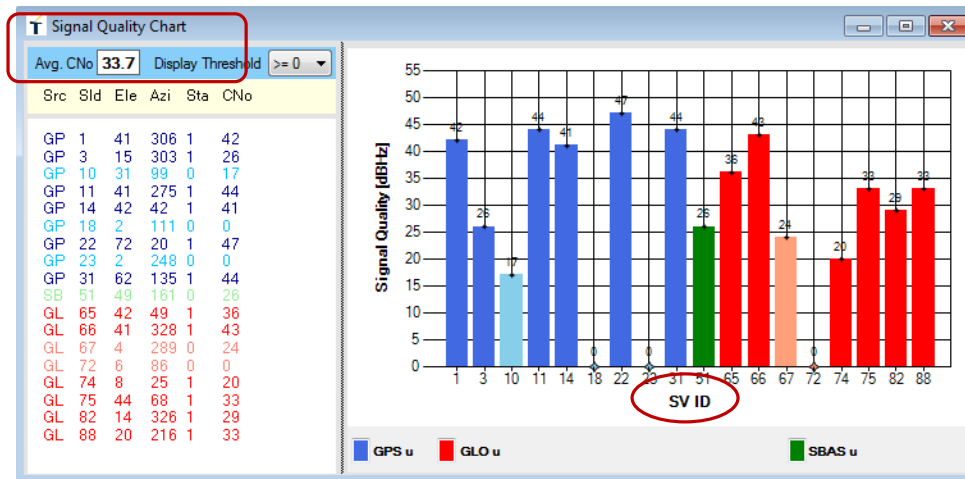 Signal Quality Chart
Avg. CNo 33.7 Display Threshold >= 0
Src SId Ele Azi Sta CNo
GP 1 41 306 1 42
GP 3 15 303 1 26
GP 10 31 99 0 17
GP 11 41 275 1 44
GP 14 42 42 1 41
GP 18 2 111 0 0
GP 22 72 20 1 47
GP 23 2 248 0 0
GP 31 62 135 1 44
SB 51 49 161 0 26
GL 65 42 49 1 36
GL 66 41 328 1 43
GL 67 4 289 0 24
GL 72 6 86 0 0
GL 74 8 25 1 20
GL 75 44 68 1 33
GL 82 14 326 1 29
GL 88 20 216 1 33
Signal Quality [dBHz]
55
50
45
40
35
30
25
20
15
10
5
0
42 26 17 44 41 0 47 0 44 26 36 43 24 0 20 33 29 33
1 3 10 11 14 18 22 23 31 51 65 66 67 72 74 75 82 88
SV ID
GPS u GLO u SBAS u